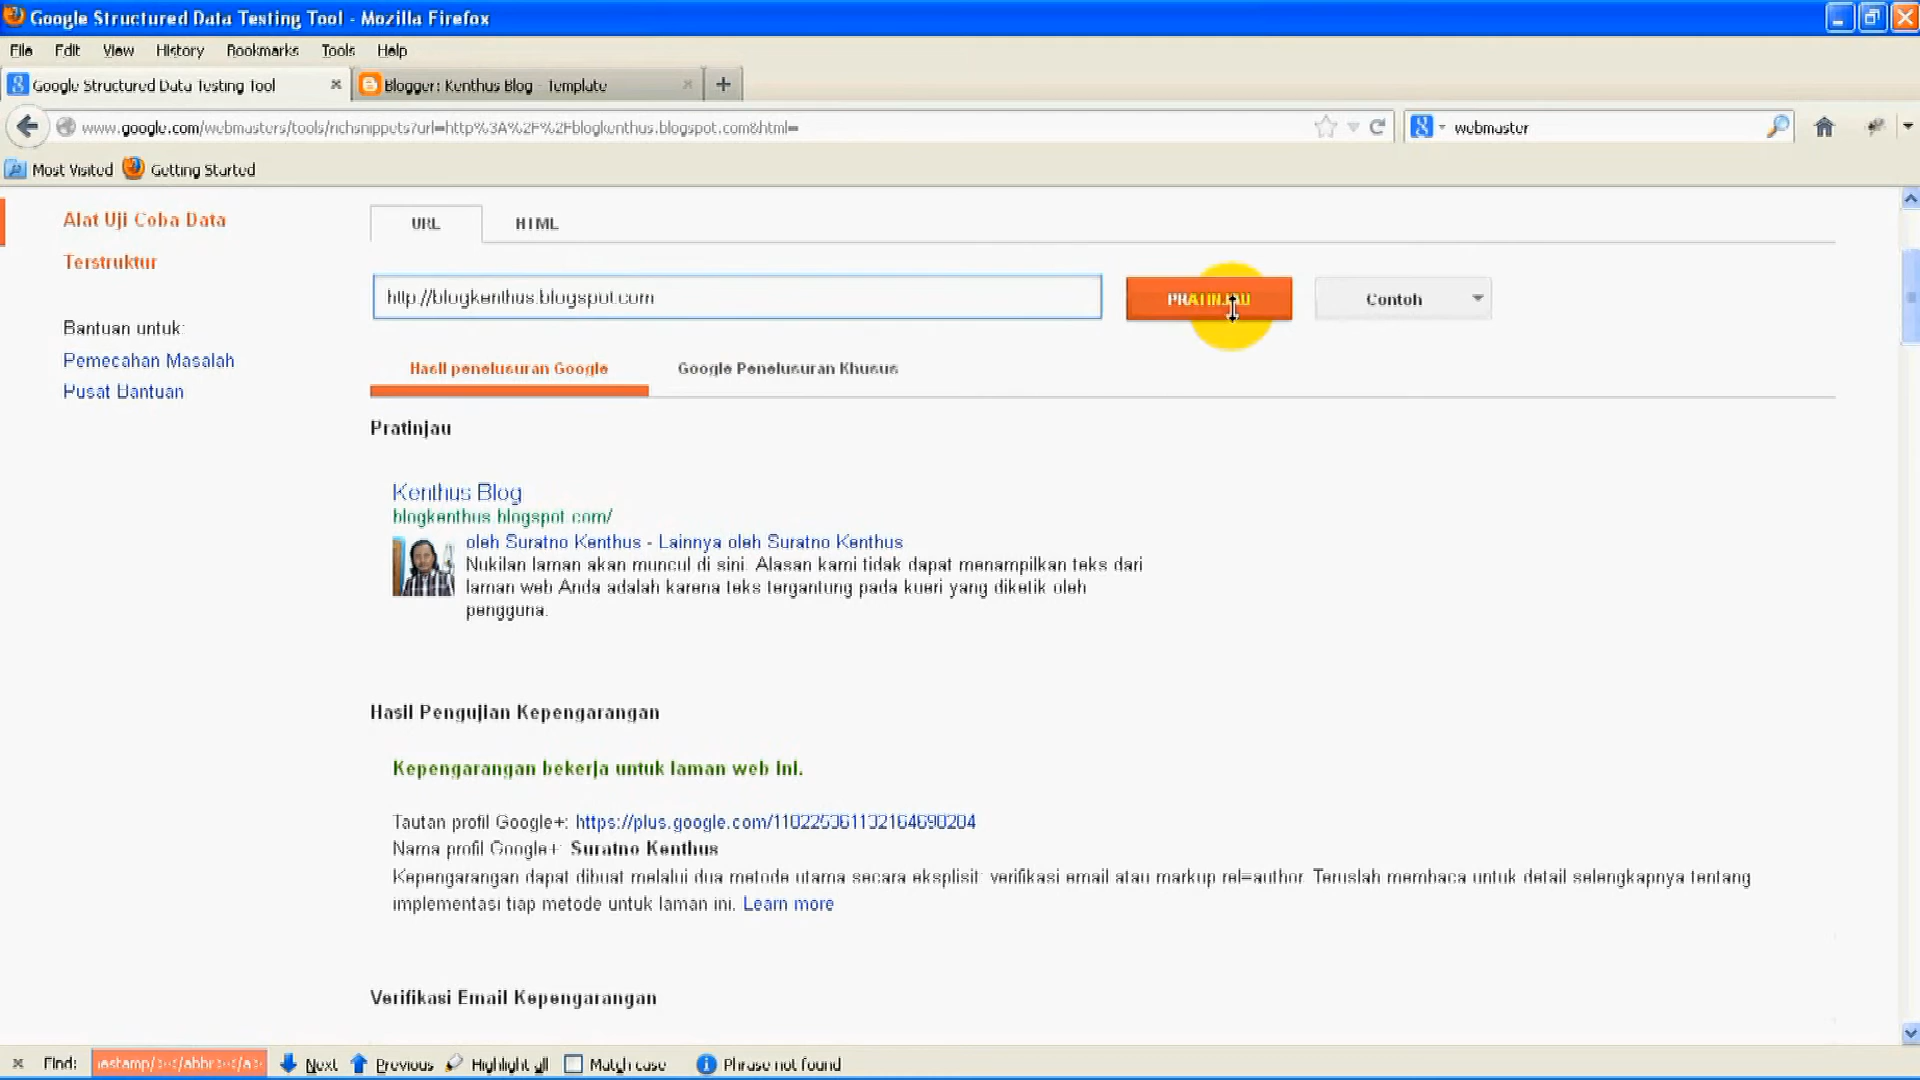 Google Structured Data Testing Tool - Mozilla Firefox
File Edit View History Bookmarks Tools Help
Google Structured Data Testing Tool
Blogger: Kenthus Blog - Template
www.google.com/webmasters/tools/richsnippets?url=http%3A%2F%2Fblogkenthus.blogspot.com&html=
webmaster
Most Visited Getting Started
Alat Uji Coba Data
Terstruktur
Bantuan untuk:
Pemecahan Masalah
Pusat Bantuan
URL HTML
http://blogkenthus.blogspot.com
PRATINJAU
Contoh
Hasil penelusuran Google
Google Penelusuran Khusus
Pratinjau
Kenthus Blog
blogkenthus.blogspot.com/
oleh Suratno Kenthus - Lainnya oleh Suratno Kenthus
Nukilan laman akan muncul di sini. Alasan kami tidak dapat menampilkan teks dari
laman web Anda adalah karena teks tergantung pada kueri yang diketik oleh
pengguna.
Hasil Pengujian Kepengarangan
Kepengarangan bekerja untuk laman web ini.
Tautan profil Google+:
Nama profil Google+: Suratno Kenthus
Kepengarangan dapat dibuat melalui dua metode utama secara eksplisit: verifikasi email atau markup rel=author. Teruslah membaca untuk detail selengkapnya tentang
implementasi tiap metode untuk laman ini. Learn more
Verifikasi Email Kepengarangan
Find: Next Previous Highlight all Match case Phrase not found